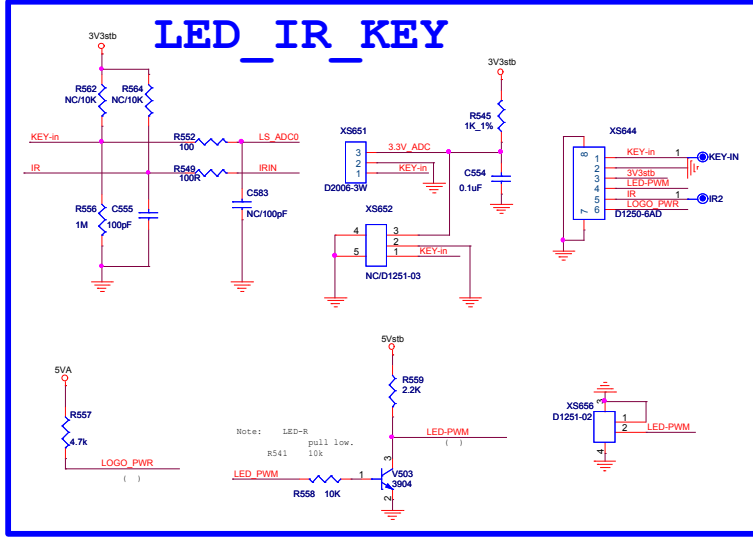 LED_IR_KEY
3V3stb
R562
NC/10K
R564
NC/10K
KEY-in
R552
100
LS_ADC0
IR
R549
100R
IRIN
R556
1M
C555
100pF
C583
NC/100pF
XS651
3
2
1
3.3V_ADC
KEY-in
D2006-3W
3V3stb
R545
1K_1%
C554
0.1uF
XS652
4
5
3
2
1
KEY-in
NC/D1251-03
XS644
8
7
1
2
3
4
5
6
KEY-in
3V3stb
LED-PWM
IR
LOGO_PWR
1
KEY-IN
1
IR2
D1250-6AD
5VA
R557
4.7k
LOGO_PWR
( )
Note: LED-R
pull low.
R541 10k
5Vstb
R559
2.2K
LED-PWM
( )
LED_PWM
R558 10K
1
3
2
V503
3904
XS656
D1251-02
3
1
2
4
LED-PWM